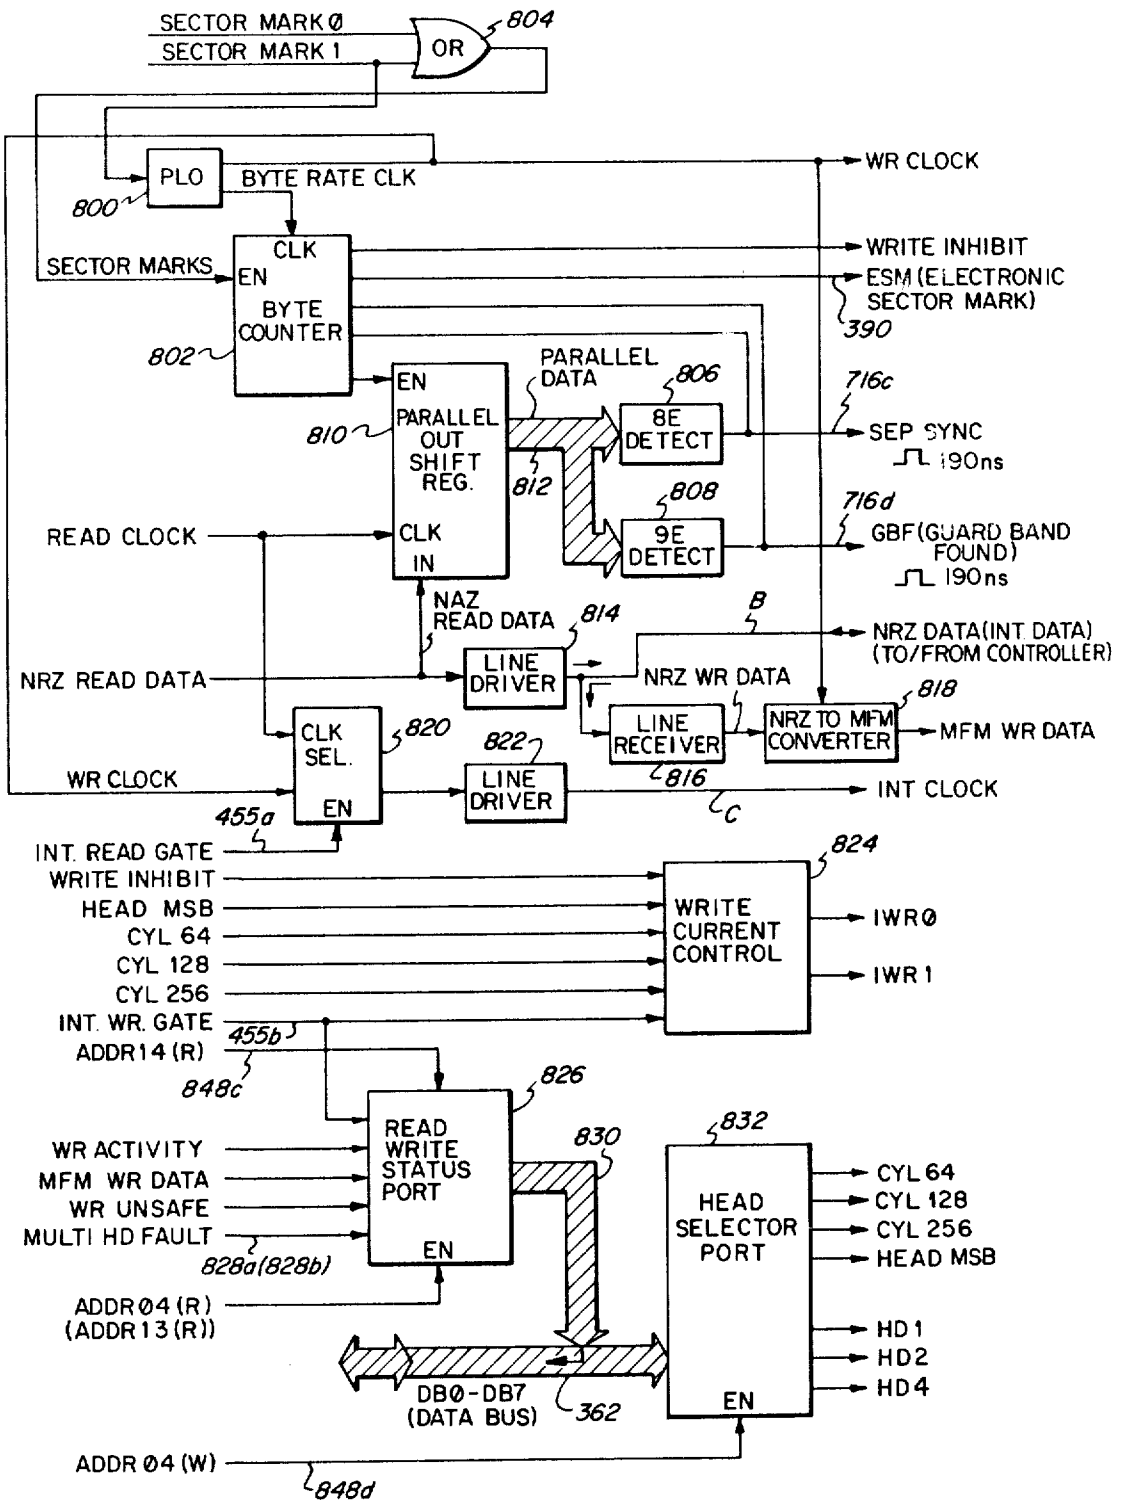 SECTOR MARK 0
804
SECTOR MARK 1
OR
PLO
WR CLOCK
BYTE RATE CLK
800
CLK
WRITE INHIBIT
SECTOR MARKS
EN
ESM (ELECTRONIC
SECTOR MARK)
BYTE
COUNTER
390
802
PARALLEL
DATA
806
716c
EN
8E
DETECT
SEP SYNC
190ns
810
PARALLEL
OUT
SHIFT
REG.
812
808
716d
READ CLOCK
CLK
9E
DETECT
GBF (GUARD BAND
FOUND)
190ns
IN
NAZ
READ DATA
814
B
NRZ DATA (INT. DATA)
(TO/FROM CONTROLLER)
NRZ READ DATA
LINE
DRIVER
NRZ WR DATA
818
CLK
SEL.
820
LINE
RECEIVER
NRZ TO MFM
CONVERTER
MFM WR DATA
822
816
WR CLOCK
LINE
DRIVER
INT CLOCK
EN
C
455a
INT. READ GATE
824
WRITE INHIBIT
HEAD MSB
WRITE
CURRENT
CONTROL
IWR0
CYL 64
CYL 128
IWR 1
CYL 256
INT. WR. GATE
455b
ADDR14 (R)
848c
826
READ
WRITE
STATUS
PORT
830
832
WR ACTIVITY
MFM WR DATA
WR UNSAFE
MULTI HD FAULT
828a (828b)
EN
HEAD
SELECTOR
PORT
CYL 64
CYL 128
CYL 256
HEAD MSB
ADDR04 (R)
(ADDR13 (R))
HD 1
HD 2
HD 4
DB0-DB7
(DATA BUS)
362
EN
ADDR 04 (W)
848d